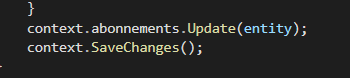 }
context.abonnements.Update(entity);
context.SaveChanges();